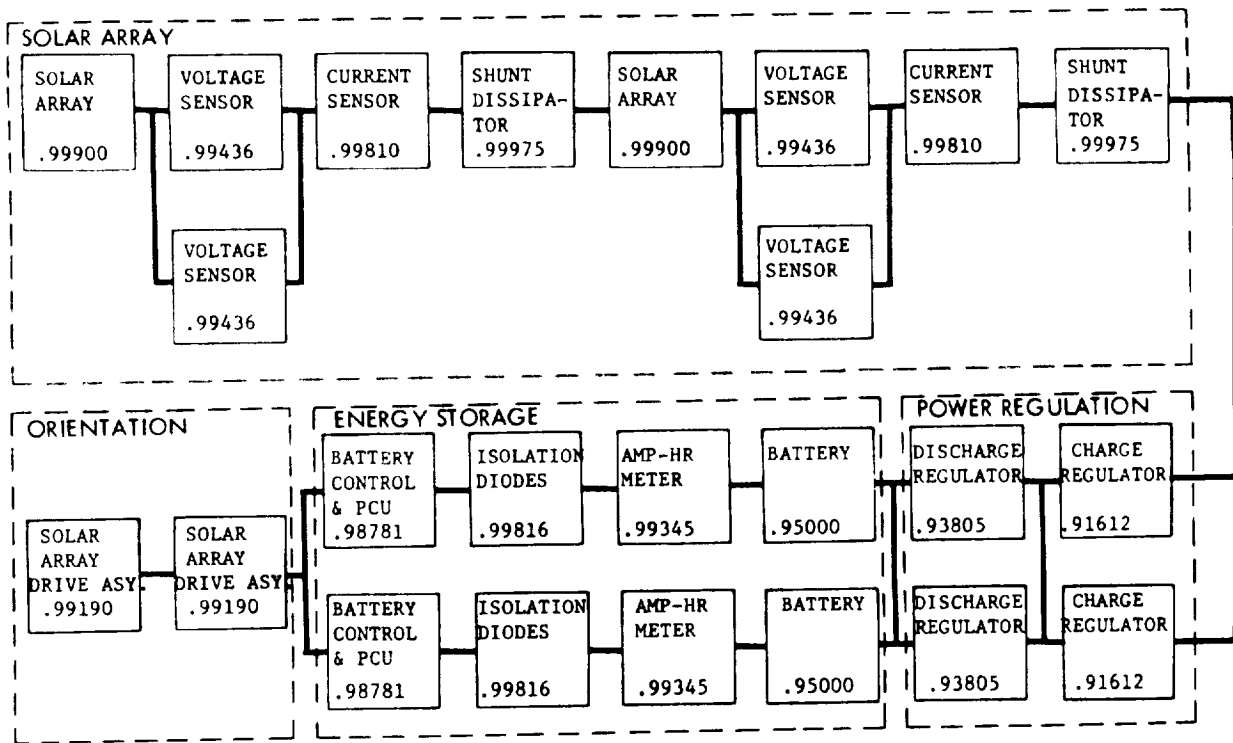 SOLAR ARRAY
SOLAR
ARRAY
.99900
VOLTAGE
SENSOR
.99436
CURRENT
SENSOR
.99810
SHUNT
DISSIPA-
TOR
.99975
SOLAR
ARRAY
.99900
VOLTAGE
SENSOR
.99436
CURRENT
SENSOR
.99810
SHUNT
DISSIPA-
TOR
.99975
VOLTAGE
SENSOR
.99436
VOLTAGE
SENSOR
.99436
ORIENTATION
SOLAR
ARRAY
DRIVE ASY.
.99190
SOLAR
ARRAY
DRIVE ASY.
.99190
ENERGY STORAGE
BATTERY
CONTROL
& PCU
.98781
ISOLATION
DIODES
.99816
AMP-HR
METER
.99345
BATTERY
.95000
BATTERY
CONTROL
& PCU
.98781
ISOLATION
DIODES
.99816
AMP-HR
METER
.99345
BATTERY
.95000
POWER REGULATION
DISCHARGE
REGULATOR
.93805
CHARGE
REGULATOR
.91612
DISCHARGE
REGULATOR
.93805
CHARGE
REGULATOR
.91612